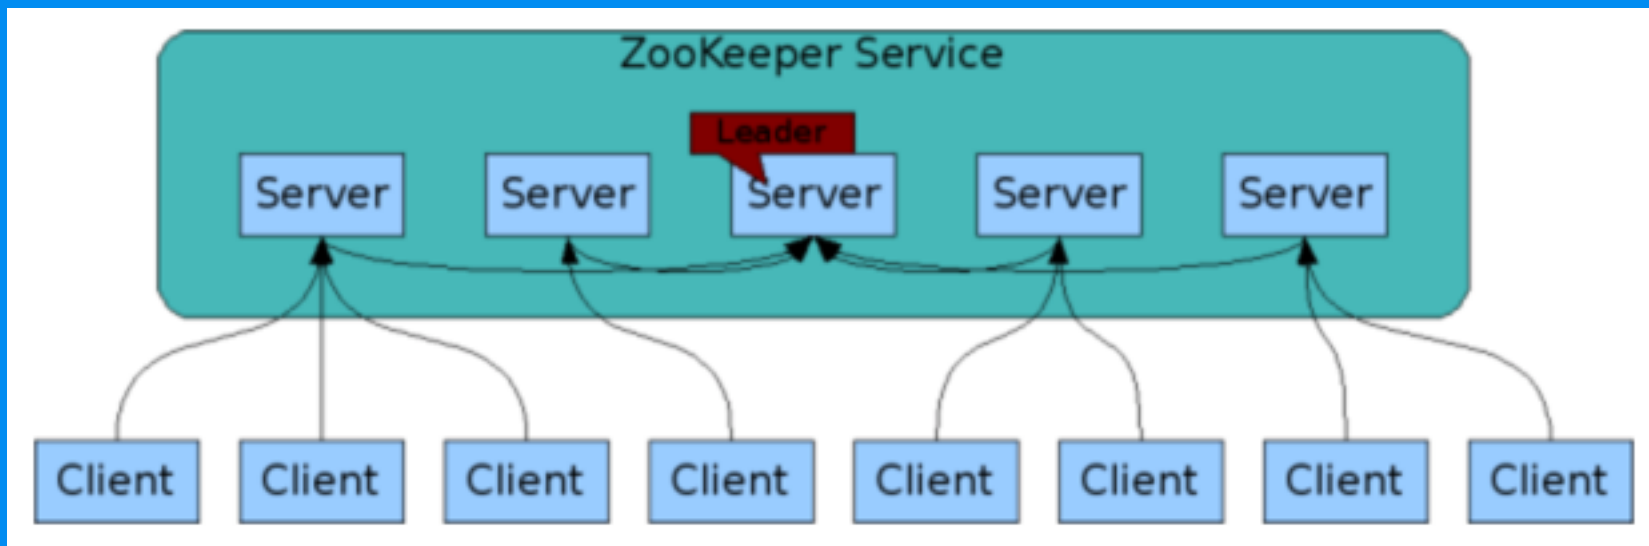 ZooKeeper Service
Leader
Server Server Server Server Server
Client Client Client Client Client Client Client Client